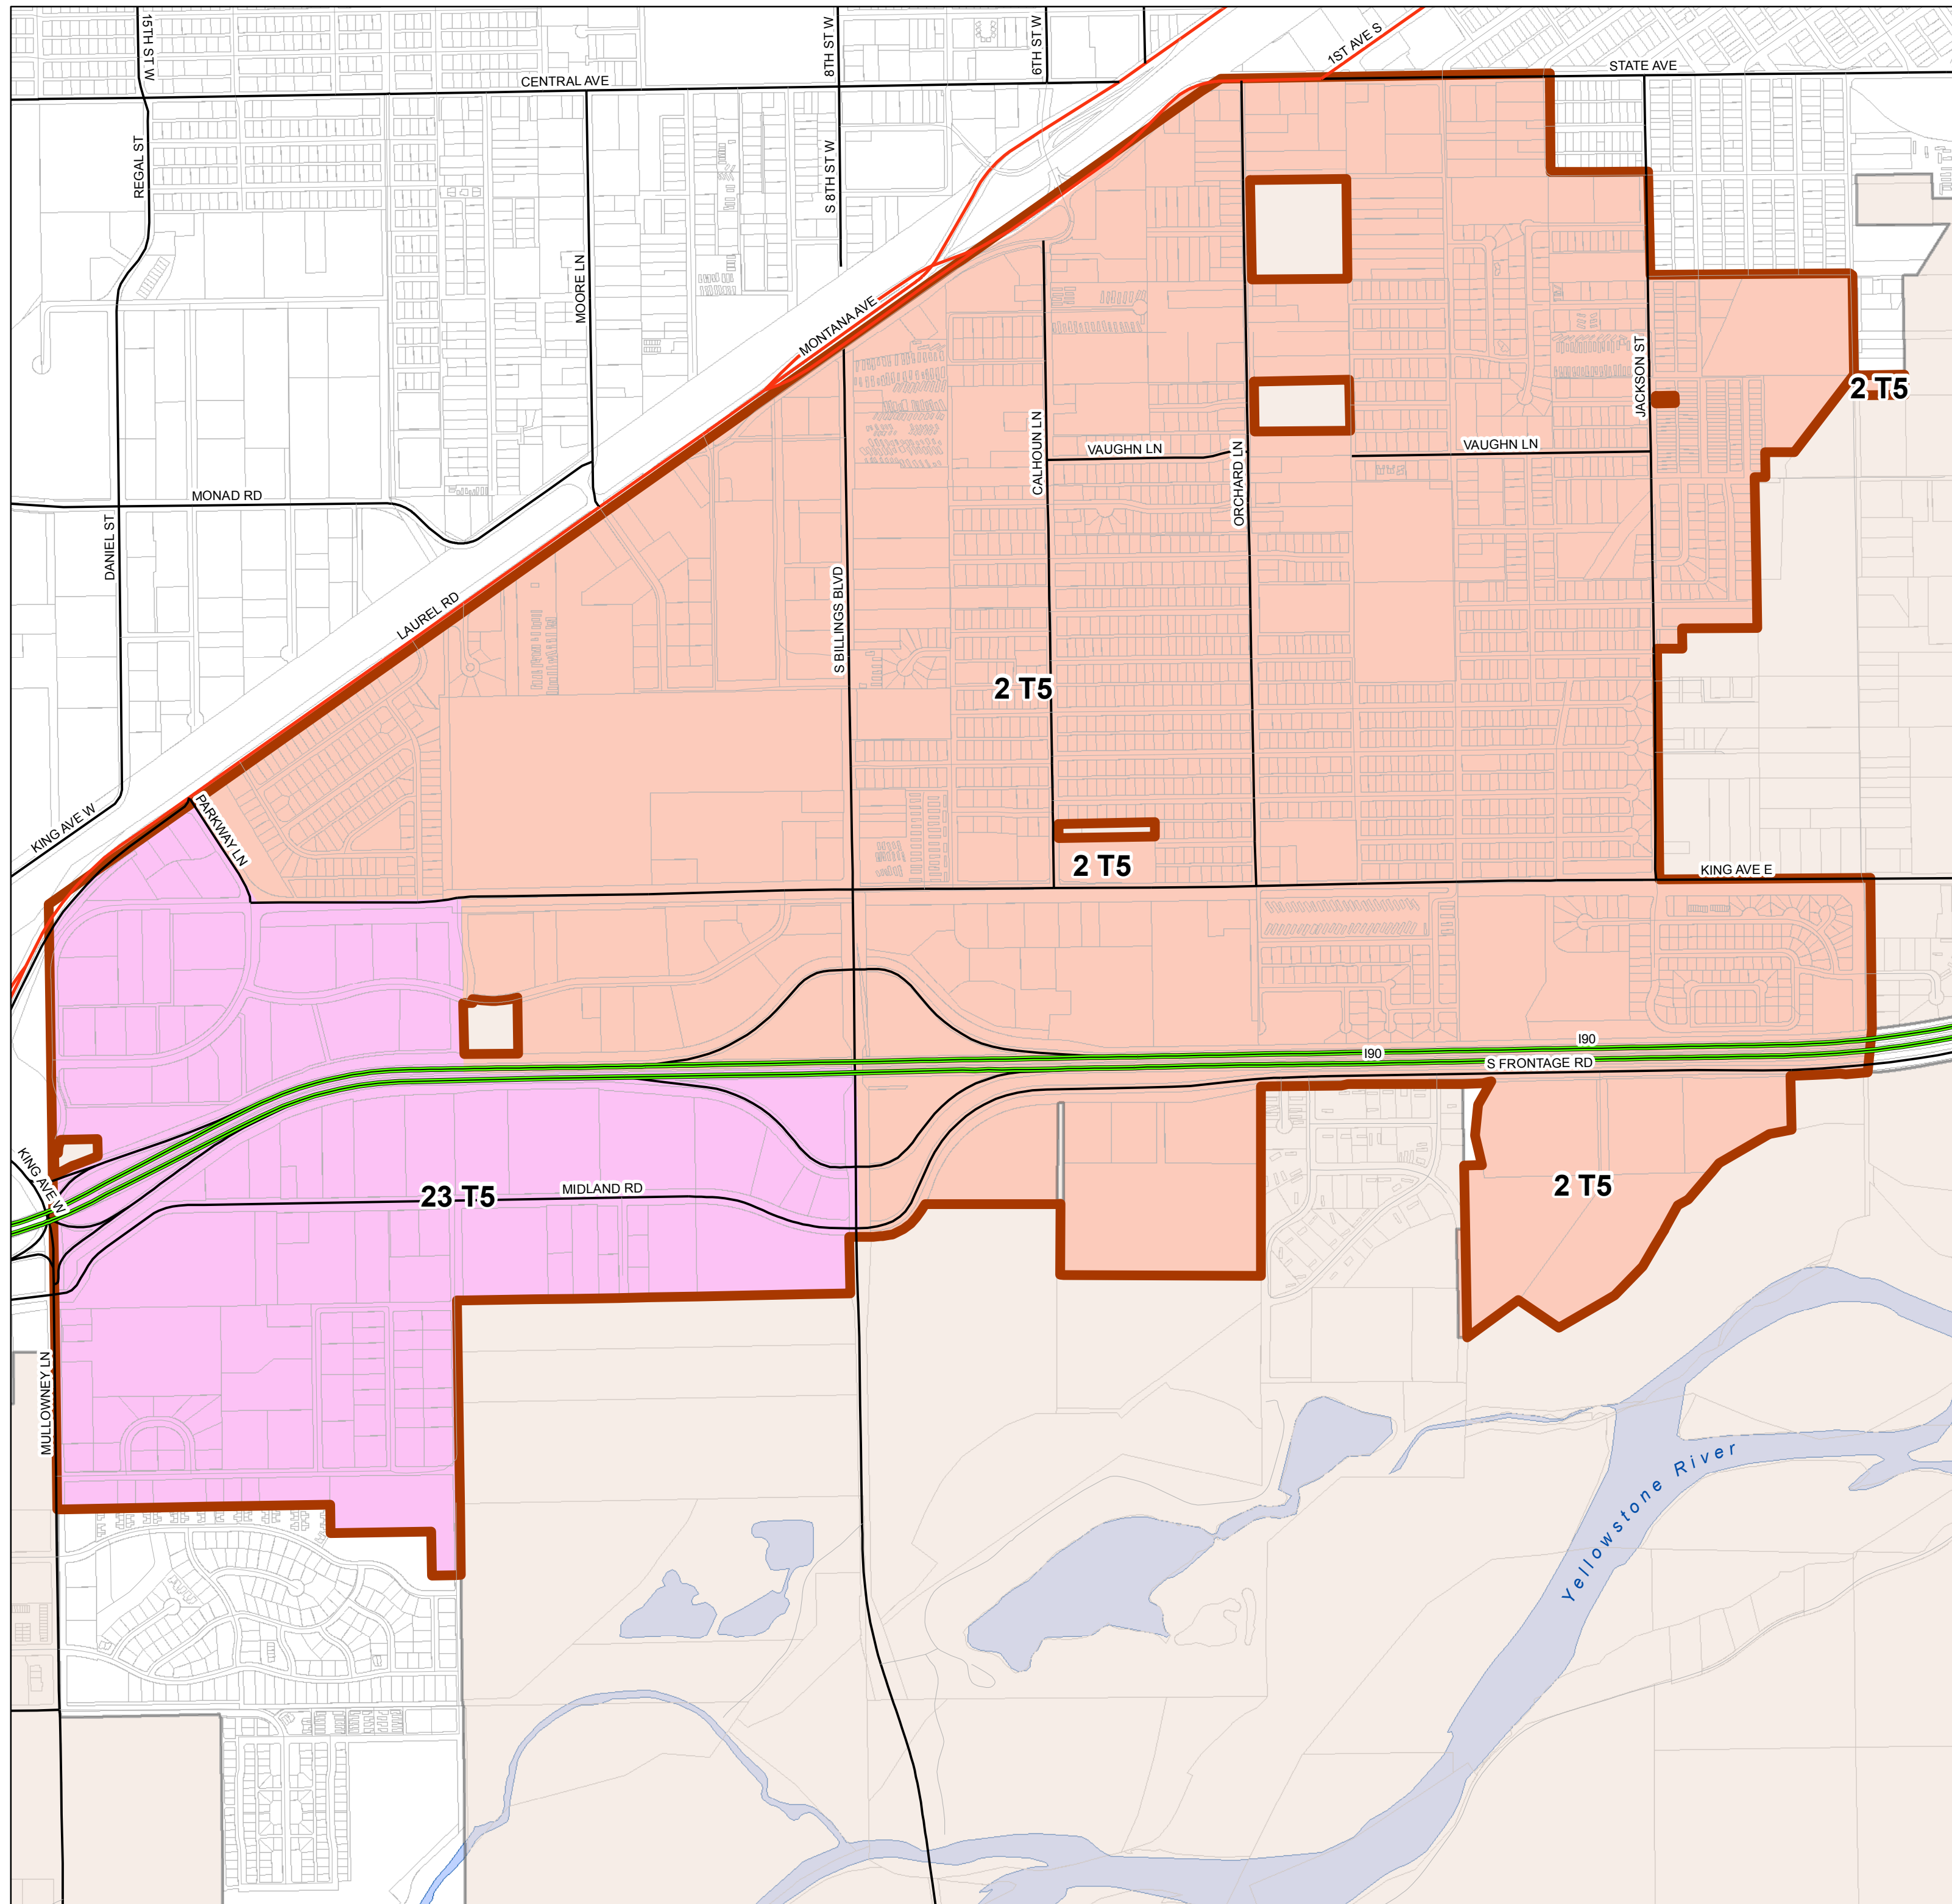 15TH ST W
8TH ST W
6TH ST W
1ST AVE S
STATE AVE
CENTRAL AVE
REGAL ST
S 8TH ST W
MOORE LN
MONTANA AVE
JACKSON ST
2 T5
CALHOUN LN
VAUGHN LN
ORCHARD LN
VAUGHN LN
MONAD RD
DANIEL ST
LAUREL RD
S BILLINGS BLVD
2 T5
KING AVE W
PARKWAY LN
2 T5
KING AVE E
I90
I90
S FRONTAGE RD
KING AVE W
23 T5
MIDLAND RD
2 T5
MULLOWNEY LN
Yellowstone River